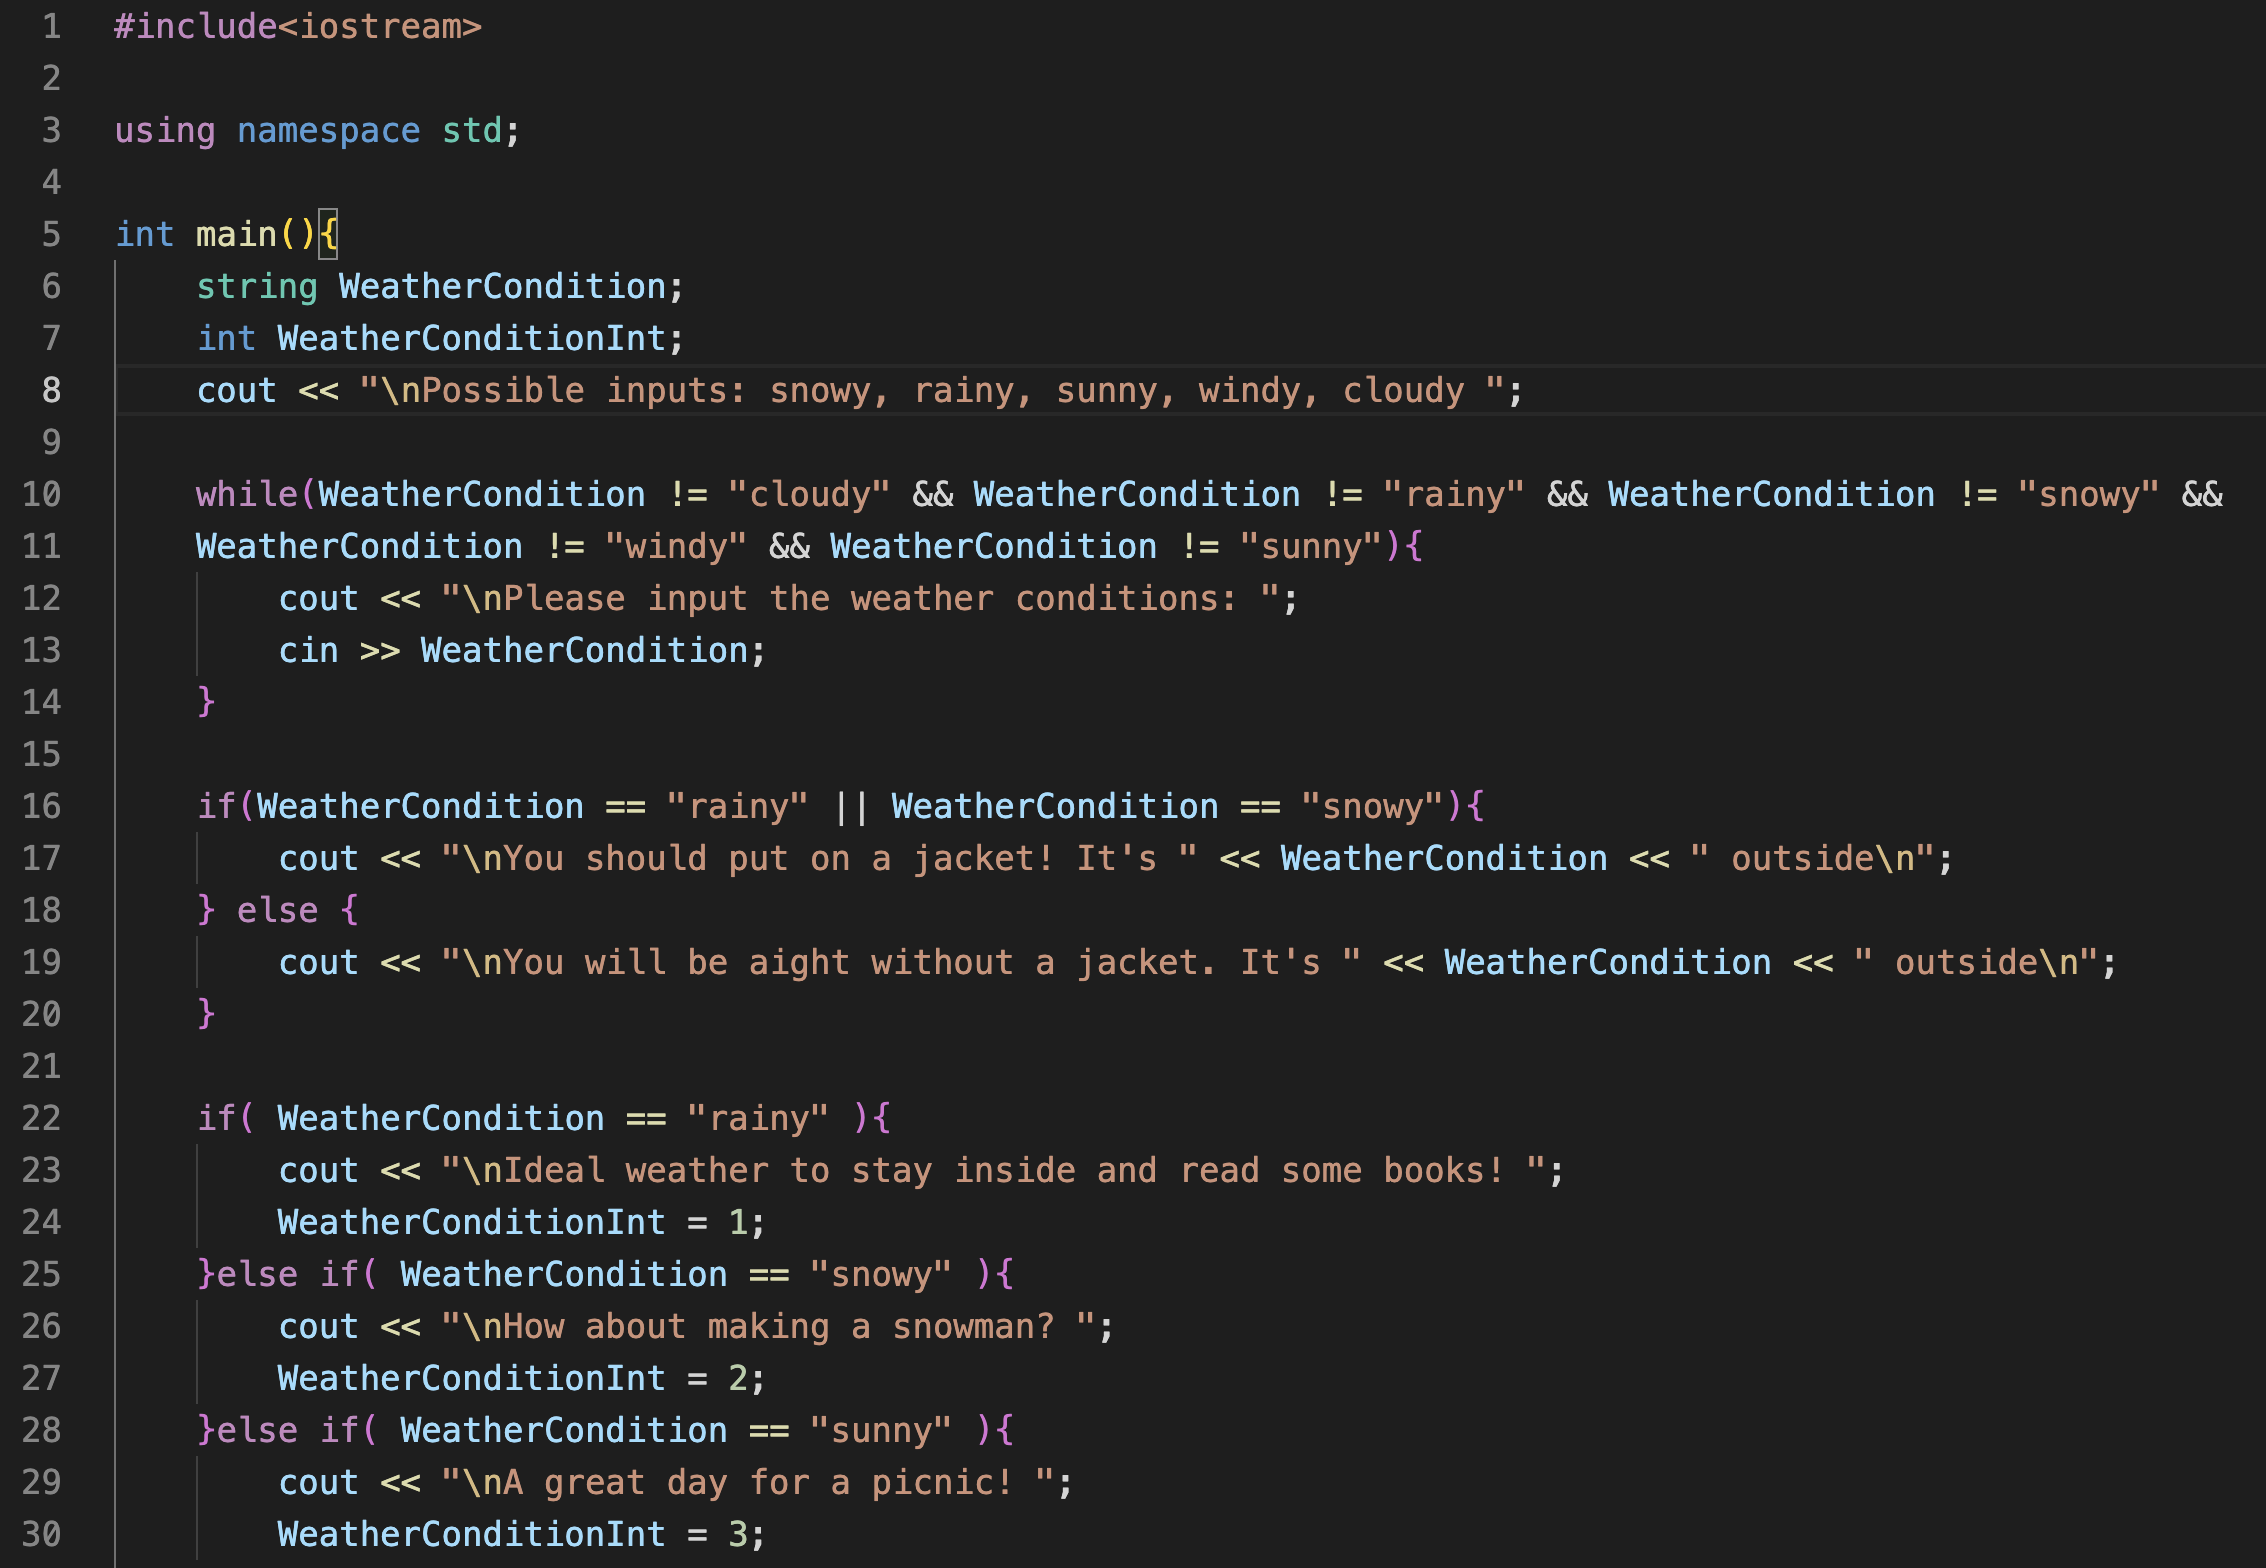 1 #include<iostream>
2
3 using namespace std;
4
5 int main(){
6     string WeatherCondition;
7     int WeatherConditionInt;
8     cout << "\nPossible inputs: snowy, rainy, sunny, windy, cloudy ";
9
10     while(WeatherCondition != "cloudy" && WeatherCondition != "rainy" && WeatherCondition != "snowy" &&
11     WeatherCondition != "windy" && WeatherCondition != "sunny"){
12         cout << "\nPlease input the weather conditions: ";
13         cin >> WeatherCondition;
14     }
15
16     if(WeatherCondition == "rainy" || WeatherCondition == "snowy"){
17         cout << "\nYou should put on a jacket! It's " << WeatherCondition << " outside\n";
18     } else {
19         cout << "\nYou will be aight without a jacket. It's " << WeatherCondition << " outside\n";
20     }
21
22     if( WeatherCondition == "rainy" ){
23         cout << "\nIdeal weather to stay inside and read some books! ";
24         WeatherConditionInt = 1;
25     }else if( WeatherCondition == "snowy" ){
26         cout << "\nHow about making a snowman? ";
27         WeatherConditionInt = 2;
28     }else if( WeatherCondition == "sunny" ){
29         cout << "\nA great day for a picnic! ";
30         WeatherConditionInt = 3;